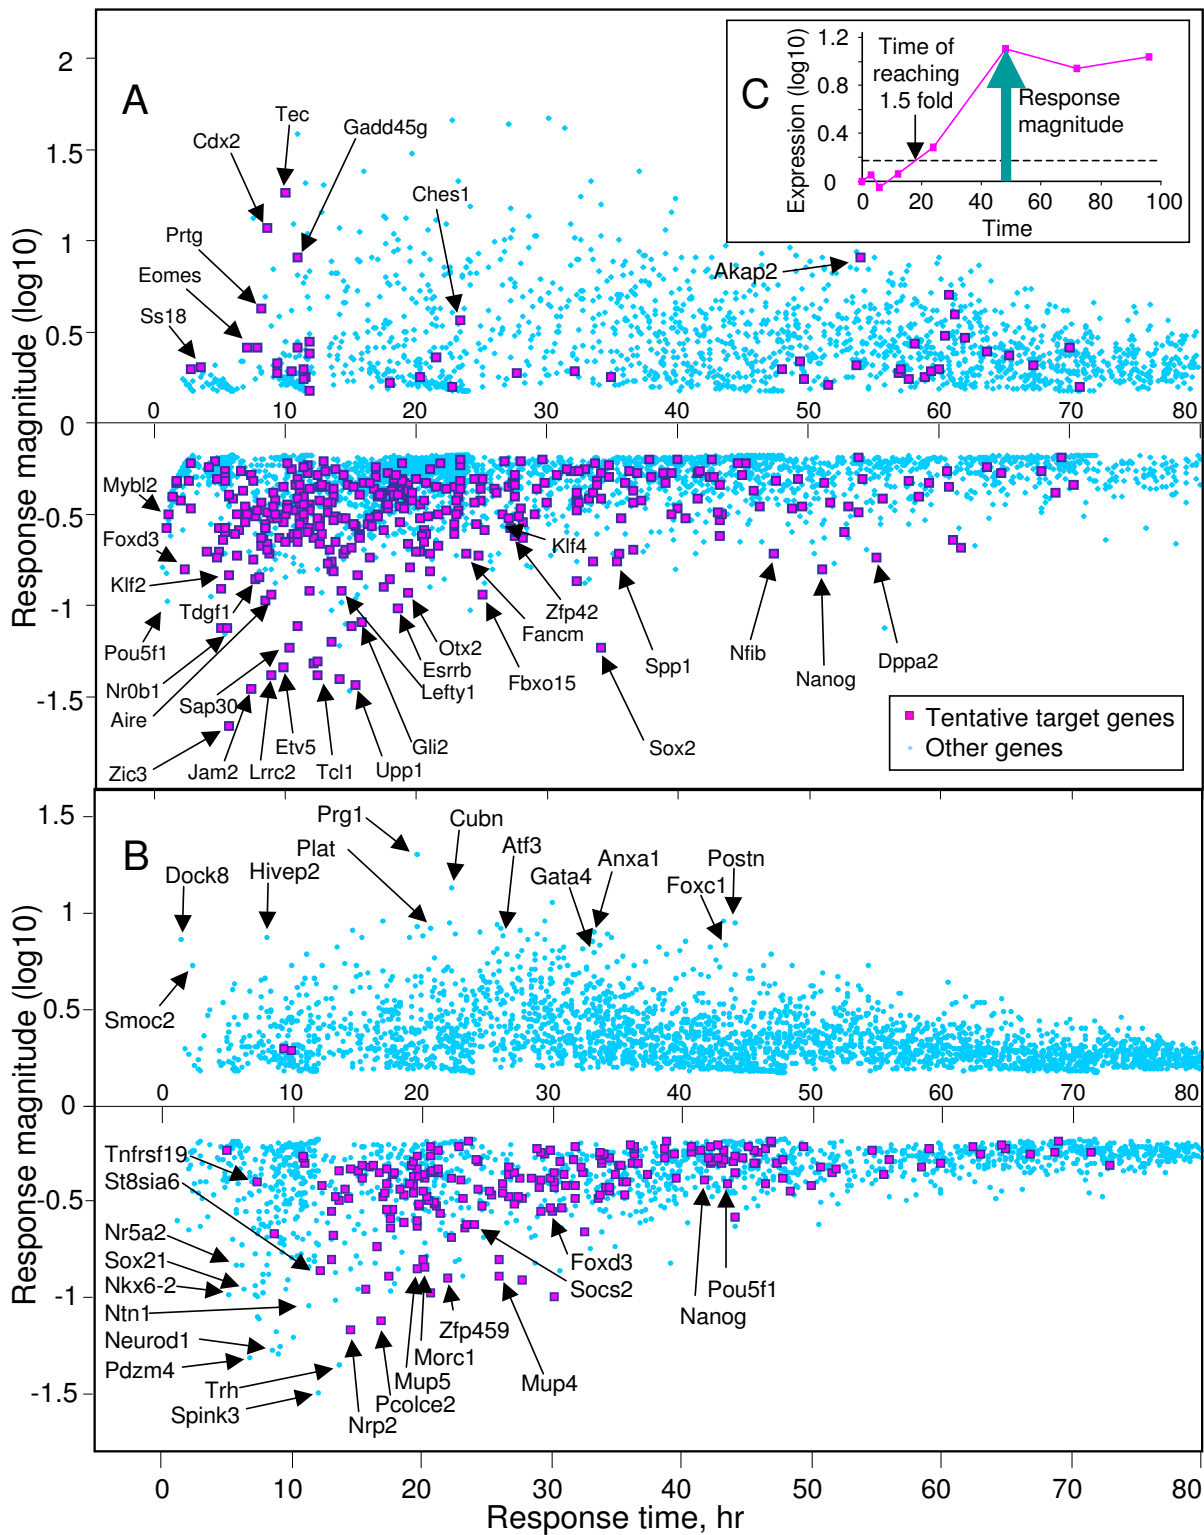 A
2
1.5
1
0.5
0
-0.5
-1
-1.5
Response magnitude (log10)
Tec
Cdx2
Gadd45g
Ches1
Prtg
Eomes
Ss18
Akap2
C
1.2
0.8
0.4
0
Expression (log10)
Time of
reaching
1.5 fold
Response
magnitude
0 20 40 60 80 100
Time
0 10 20 30 40 50 60 70 80
Mybl2
Foxd3
Klf2
Tdgf1
Pou5f1
Nr0b1
Aire
Sap30
Zic3
Jam2
Lrrc2
Etv5
Tcl1
Upp1
Gli2
Lefty1
Esrrb
Otx2
Fancm
Fbxo15
Zfp42
Klf4
Spp1
Sox2
Nfib
Nanog
Dppa2
Tentative target genes
Other genes
B
1.5
1
0.5
0
-0.5
-1
-1.5
Response magnitude (log10)
Prg1
Cubn
Plat
Atf3
Anxa1
Postn
Gata4
Foxc1
Dock8
Hivep2
Smoc2
0 10 20 30 40 50 60 70 80
Tnfrsf19
St8sia6
Nr5a2
Sox21
Nkx6-2
Ntn1
Neurod1
Pdzm4
Trh
Spink3
Nrp2
Pcolce2
Mup5
Morc1
Zfp459
Mup4
Socs2
Foxd3
Nanog
Pou5f1
0 10 20 30 40 50 60 70 80
Response time, hr